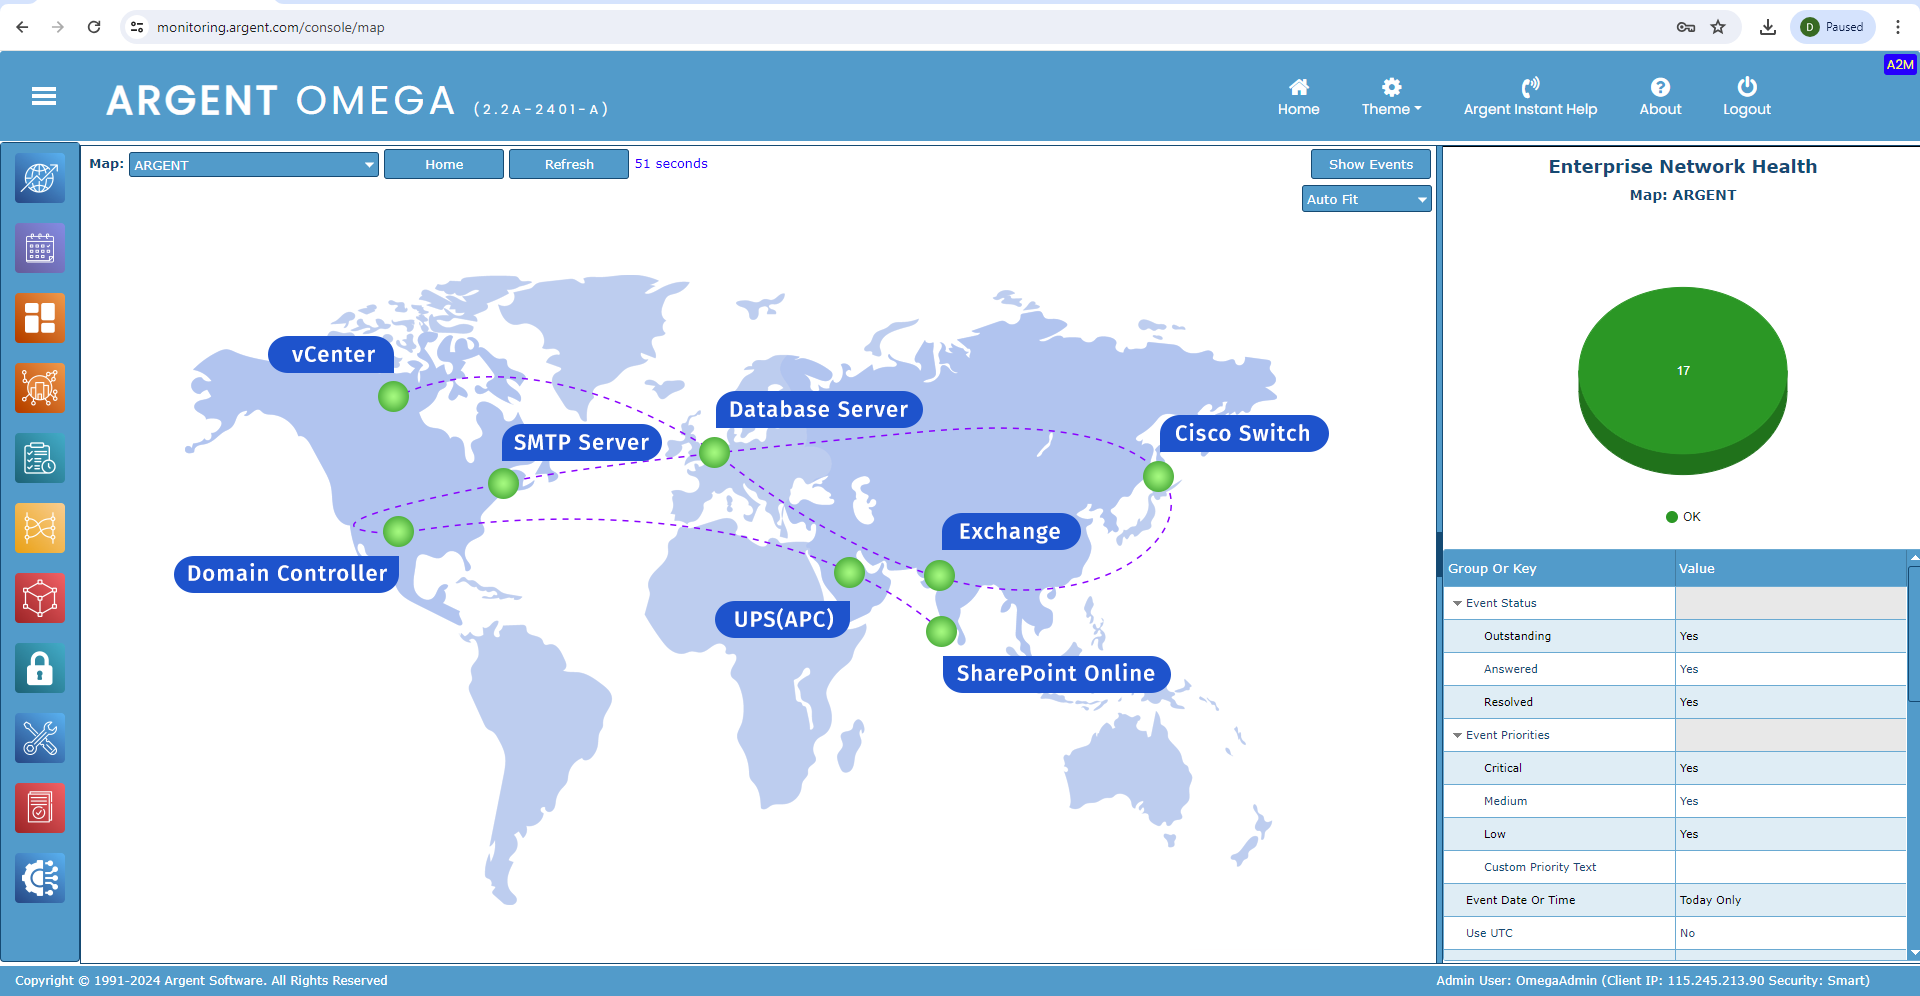 monitoring.argent.com/console/map
D Paused
A2M
ARGENT OMEGA (2.2A-2401-A)
Home
Theme
Argent Instant Help
About
Logout
Map: ARGENT Home Refresh 51 seconds Show Events
Auto Fit
vCenter
Database Server
Cisco Switch
SMTP Server
Exchange
Domain Controller
UPS(APC)
SharePoint Online
Enterprise Network Health
Map: ARGENT
17
OK
Group Or Key Value
Event Status
Outstanding Yes
Answered Yes
Resolved Yes
Event Priorities
Critical Yes
Medium Yes
Low Yes
Custom Priority Text
Event Date Or Time Today Only
Use UTC No
Copyright © 1991-2024 Argent Software. All Rights Reserved
Admin User: OmegaAdmin (Client IP: 115.245.213.90 Security: Smart)